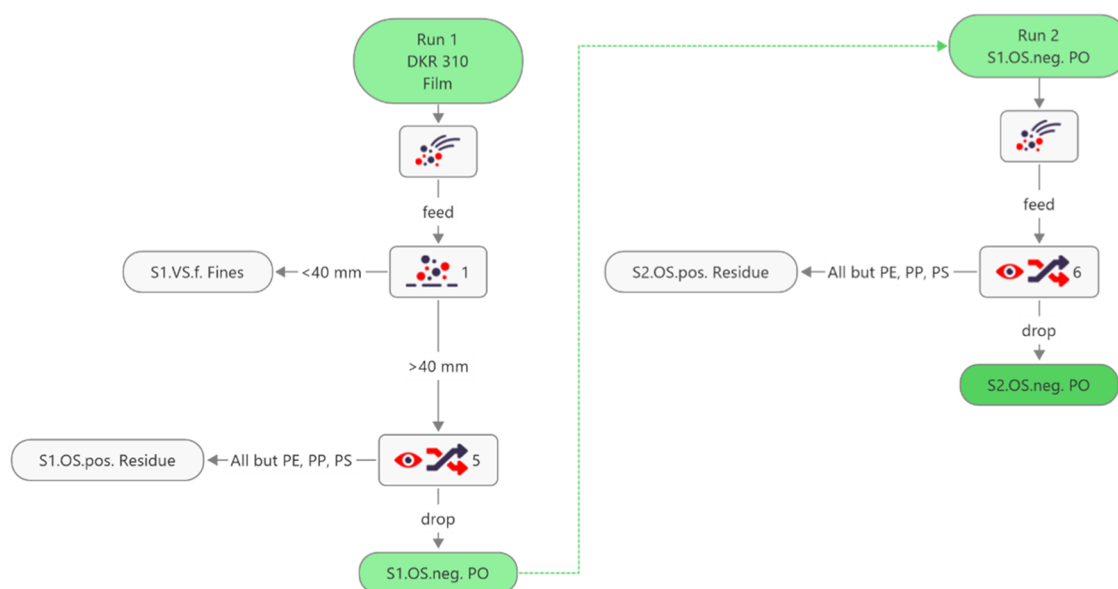 Run 1
DKR 310
Film
feed
S1.VS.f. Fines
<40 mm
1
>40 mm
S1.OS.pos. Residue
All but PE, PP, PS
5
drop
S1.OS.neg. PO
Run 2
S1.OS.neg. PO
feed
S2.OS.pos. Residue
All but PE, PP, PS
6
drop
S2.OS.neg. PO